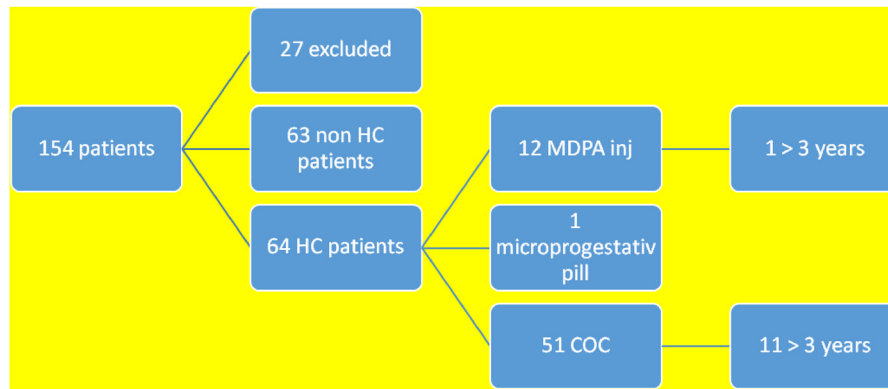 27 excluded
154 patients
63 non HC
patients
64 HC patients
12 MDPA inj
1 > 3 years
1
microprogestativ
pill
51 COC
11 > 3 years